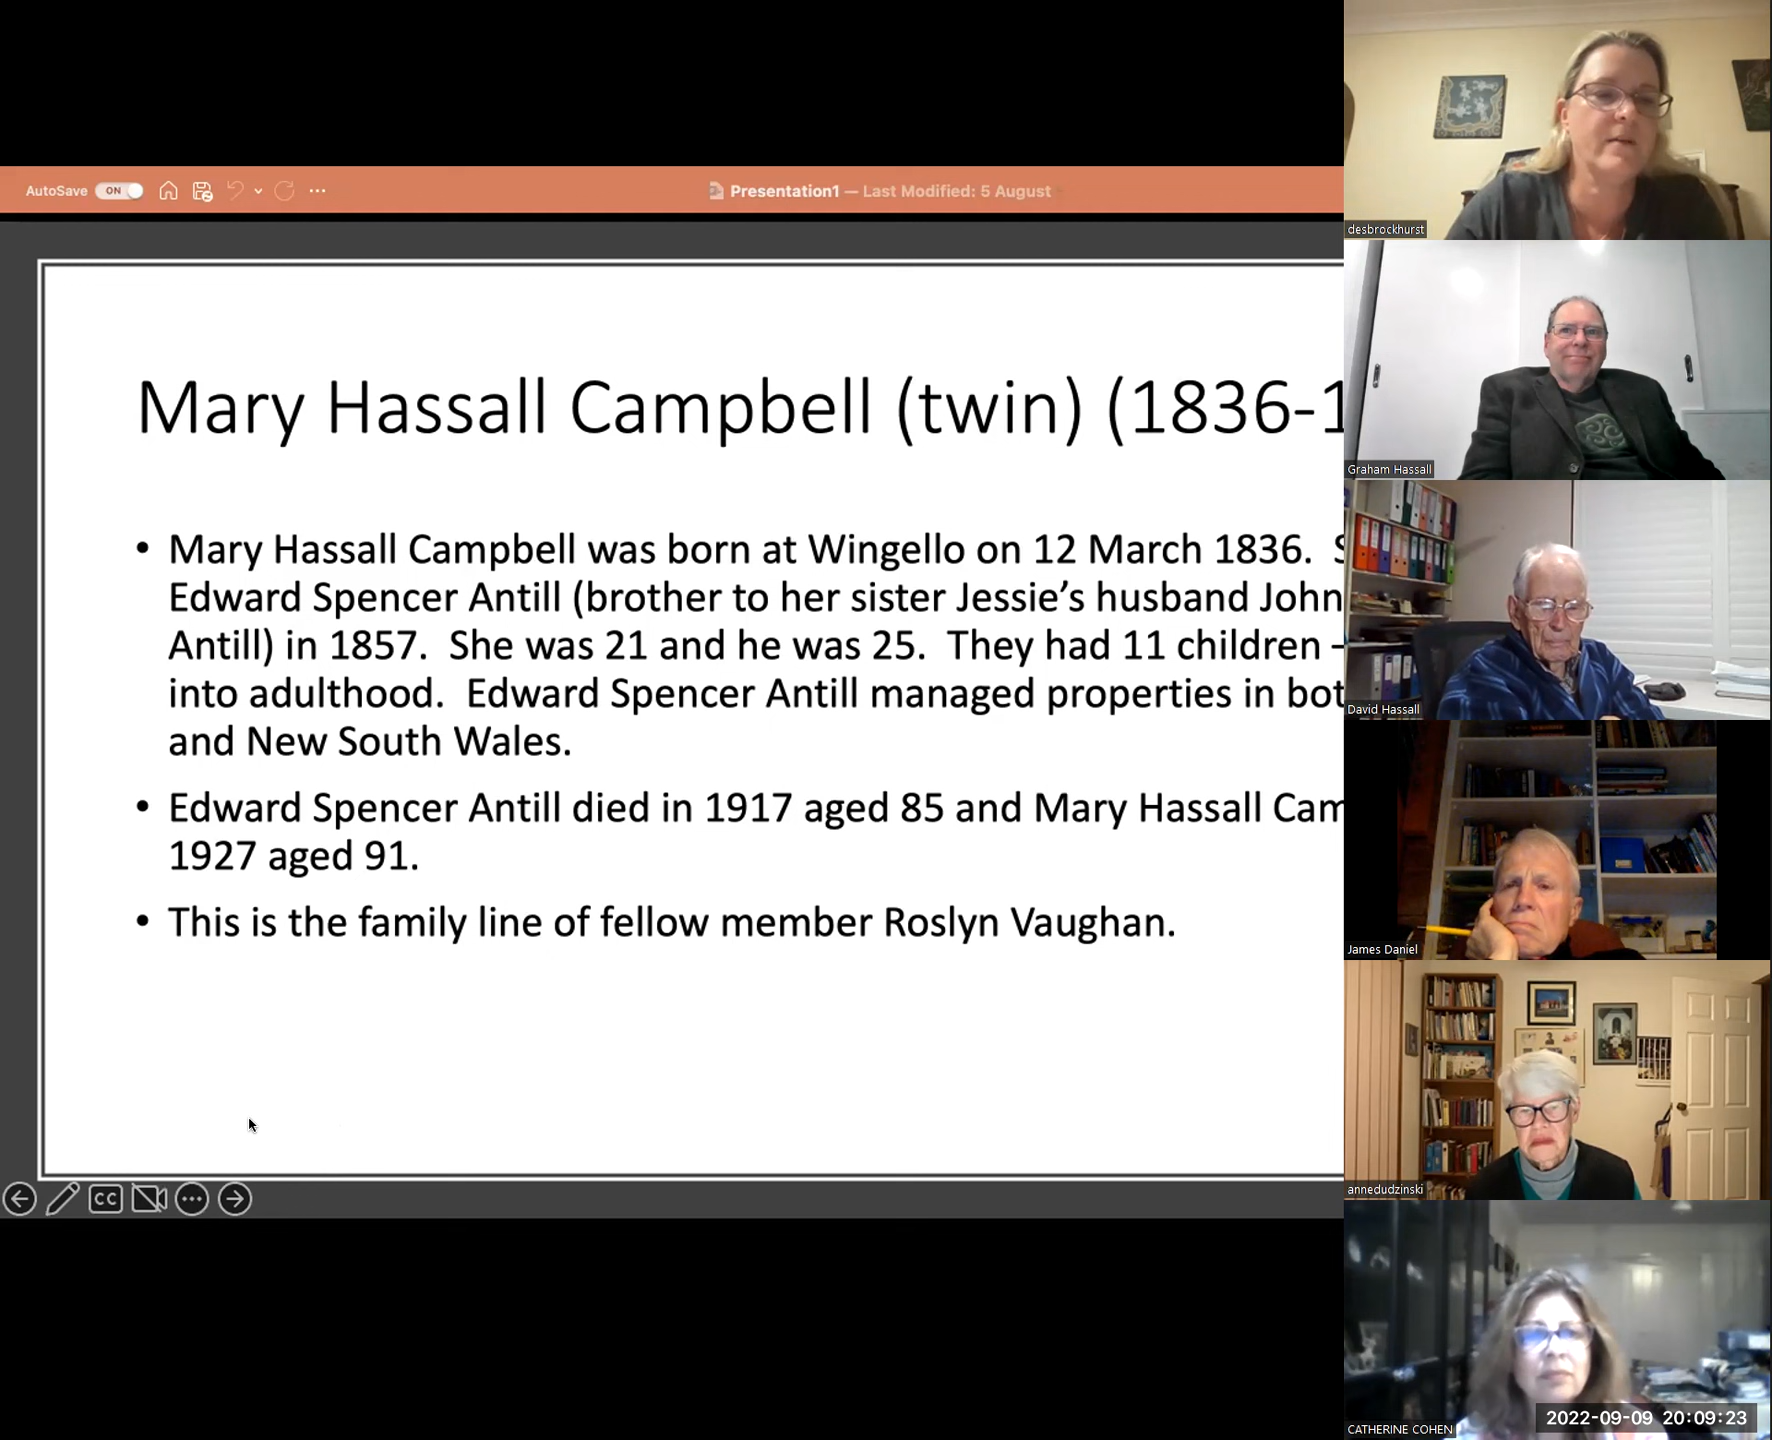 AutoSave ON
Presentation1 — Last Modified: 5 August
Mary Hassall Campbell (twin) (1836-1
• Mary Hassall Campbell was born at Wingello on 12 March 1836.
Edward Spencer Antill (brother to her sister Jessie’s husband John
Antill) in 1857. She was 21 and he was 25. They had 11 children -
into adulthood. Edward Spencer Antill managed properties in bot
and New South Wales.
• Edward Spencer Antill died in 1917 aged 85 and Mary Hassall Cam
1927 aged 91.
• This is the family line of fellow member Roslyn Vaughan.
CC
desbrockhurst
Graham Hassall
David Hassall
James Daniel
annedudzinski
CATHERINE COHEN
2022-09-09 20:09:23